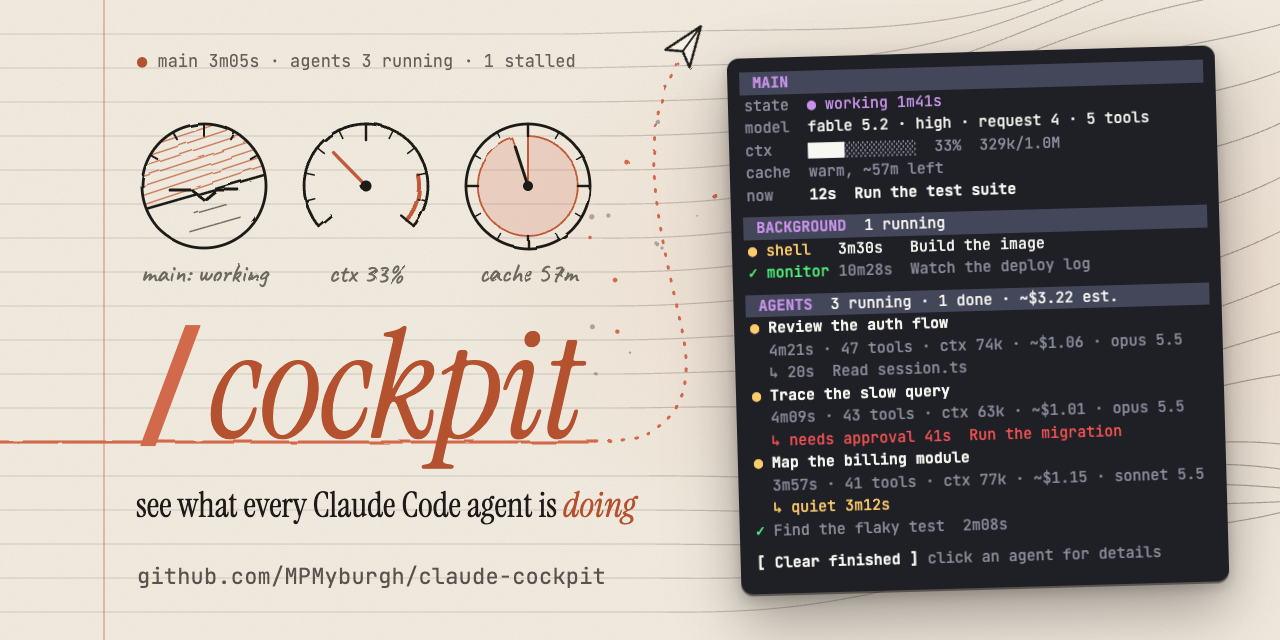 ● main 3m05s · agents 3 running · 1 stalled
main: working
ctx 33%
cache 57m
/cockpit
see what every Claude Code agent is doing
github.com/MPMyburgh/claude-cockpit
MAIN
state ● working 1m41s
model fable 5.2 · high · request 4 · 5 tools
ctx 33% 329k/1.0M
cache warm, ~57m left
now 12s Run the test suite
BACKGROUND 1 running
● shell 3m30s Build the image
✓ monitor 10m28s Watch the deploy log
AGENTS 3 running · 1 done · ~$3.22 est.
● Review the auth flow
4m21s · 47 tools · ctx 74k · ~$1.06 · opus 5.5
↳ 20s Read session.ts
● Trace the slow query
4m09s · 43 tools · ctx 63k · ~$1.01 · opus 5.5
↳ needs approval 41s Run the migration
● Map the billing module
3m57s · 41 tools · ctx 77k · ~$1.15 · sonnet 5.5
↳ quiet 3m12s
✓ Find the flaky test 2m08s
[ Clear finished ] click an agent for details